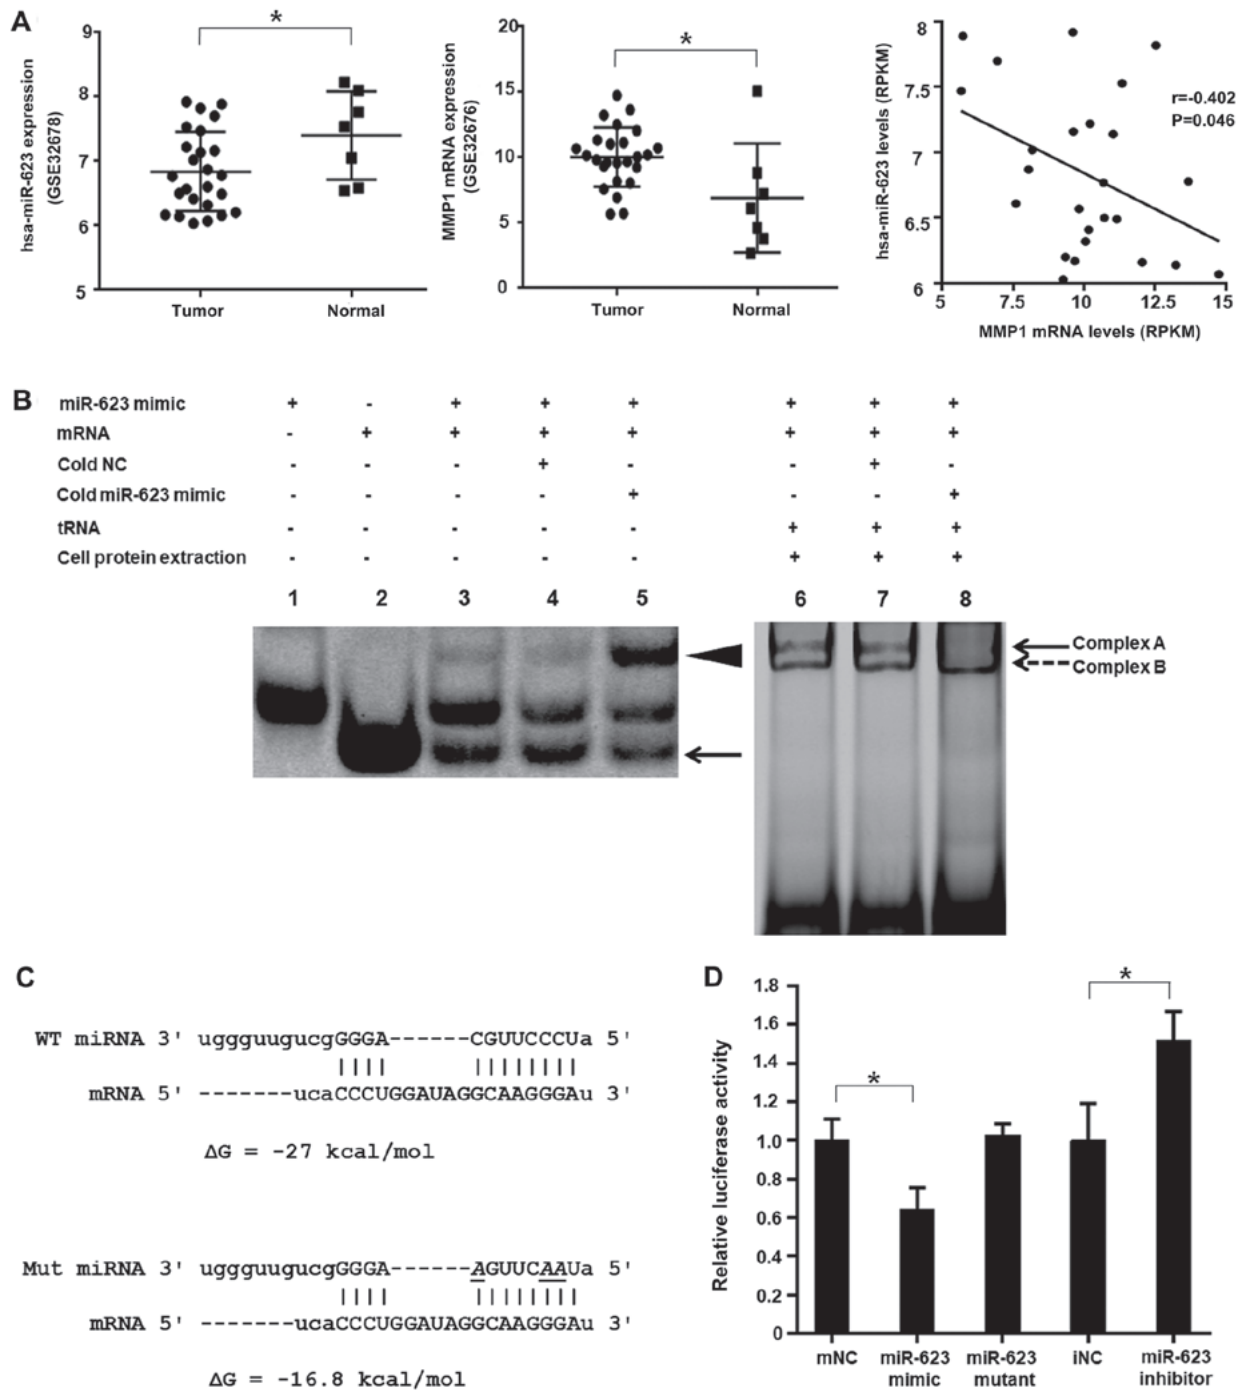 A
*
9
8
7
6
5
hsa-miR-623 expression
(GSE32678)
Tumor
Normal
*
20
15
10
5
0
MMP1 mRNA expression
(GSE32676)
Tumor
Normal
8
7.5
7
6.5
6
hsa-miR-623 levels (RPKM)
r=-0.402
P=0.046
5 7.5 10 12.5 15
MMP1 mRNA levels (RPKM)
B
miR-623 mimic + - + + + + + +
mRNA - + + + + + + +
Cold NC - - - + - - + -
Cold miR-623 mimic - - - - + - - +
tRNA - - - - - + + +
Cell protein extraction - - - - - + + +
1 2 3 4 5 6 7 8
Complex A
Complex B
C
WT miRNA 3' ugggguugucgGGGA------CGUUCCCUa 5'
mRNA 5' -------ucaCCCUGGAUAGGCAAGGGAu 3'
ΔG = -27 kcal/mol
Mut miRNA 3' uggguugucgGGGA------AGUUCAAUa 5'
mRNA 5' -------ucaCCCUGGAUAGGCAAGGGAu 3'
ΔG = -16.8 kcal/mol
D
1.8
1.6
1.4
1.2
1.0
0.8
0.6
0.4
0.2
0
Relative luciferase activity
*
*
mNC
miR-623
mimic
miR-623
mutant
iNC
miR-623
inhibitor